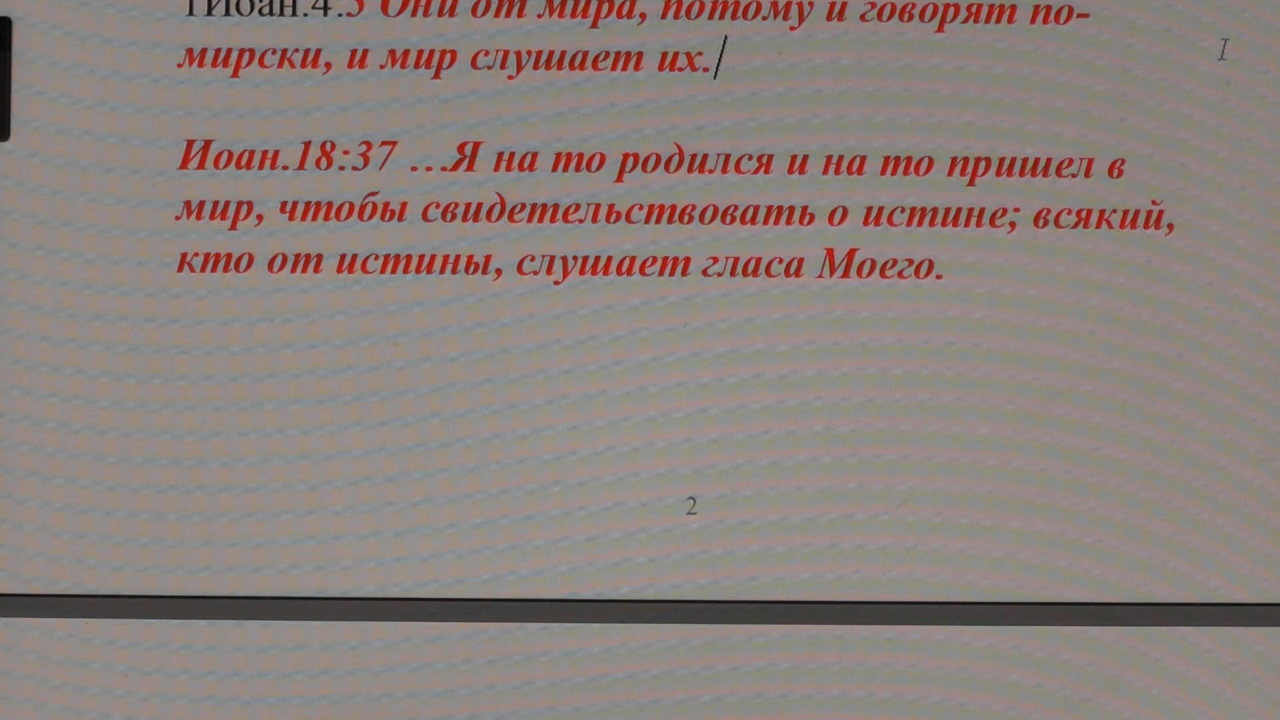 1Иоан.4:5 Они от мира, потому и говорят по-
мирски, и мир слушает их.
Иоан.18:37 …Я на то родился и на то пришел в
мир, чтобы свидетельствовать о истине; всякий,
кто от истины, слушает гласа Моего.
2